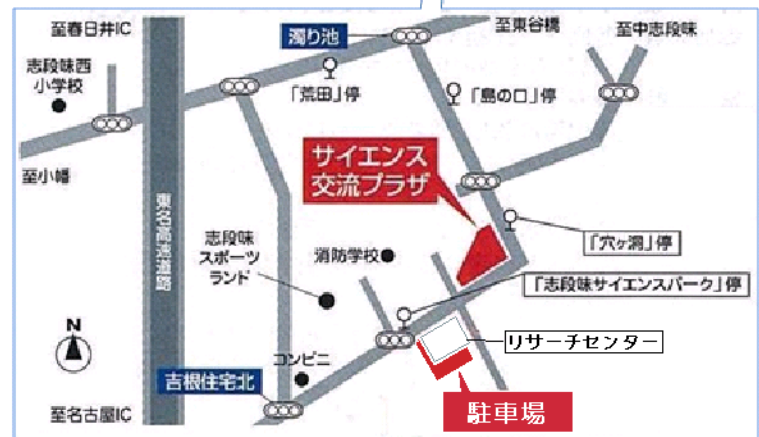 至春日井IC
濁り池
至東谷橋
至中志段味
志段味西
小学校
「荒田」停
「島の口」停
サイエンス
交流プラザ
至小幡
東名高速道路
志段味
スポーツ
ランド
消防学校
「穴ヶ洞」停
「志段味サイエンスパーク」停
N
リサーチセンター
コンビニ
吉根住宅北
駐車場
至名古屋IC